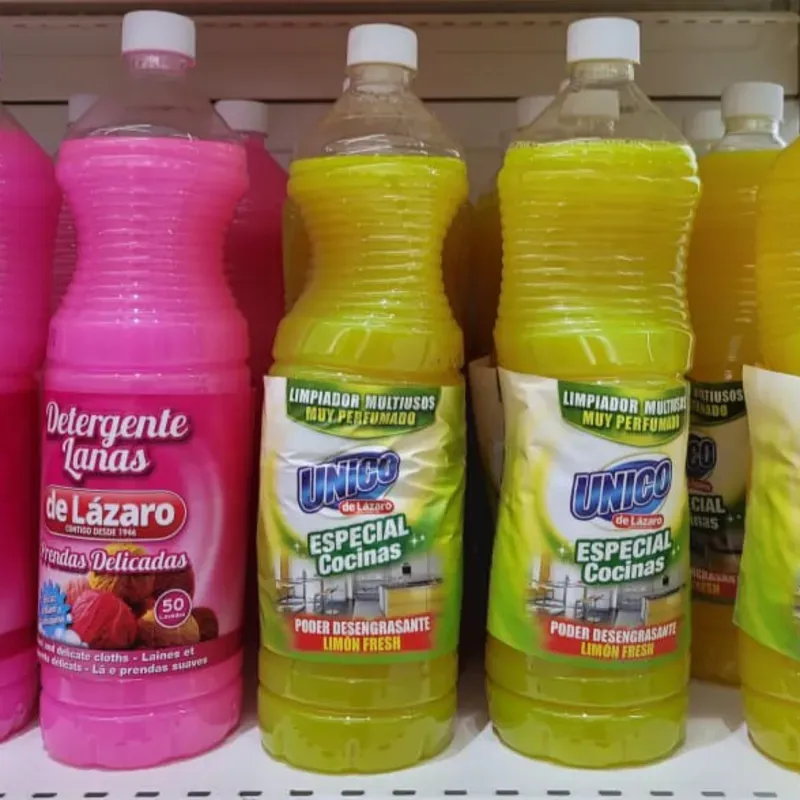 Detergente
Lanas
de Lázaro
CONTIGO DESDE 1946
Prendas Delicadas
50
Lavados
and delicate cloths - Laines et
delicats - Lã e prendas suaves
LIMPIADOR MULTIUSOS
MUY PERFUMADO
UNICO
de Lázaro
ESPECIAL
Cocinas
PODER DESENGRASANTE
LIMÓN FRESH
LIMPIADOR MULTIUSOS
MUY PERFUMADO
UNICO
de Lázaro
ESPECIAL
Cocinas
PODER DESENGRASANTE
LIMÓN FRESH